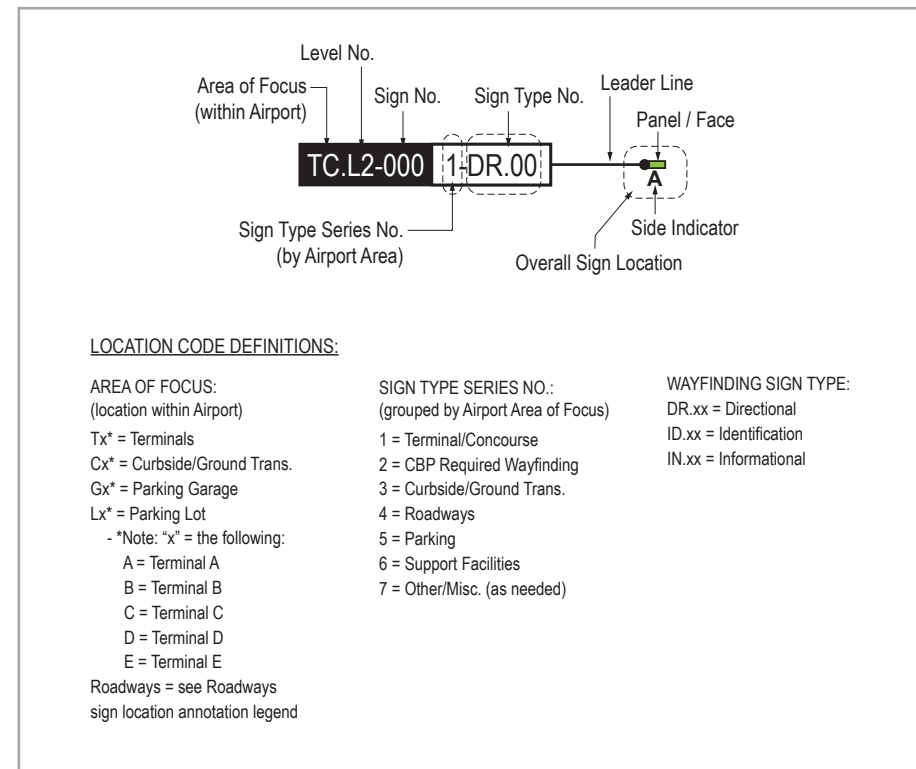 Level No.
Area of Focus
(within Airport)
Sign No.
Sign Type No.
Leader Line
Panel / Face
TC.L2-000 1-DR.00
A
Sign Type Series No.
(by Airport Area)
Side Indicator
Overall Sign Location
LOCATION CODE DEFINITIONS:
AREA OF FOCUS:
(location within Airport)
Tx* = Terminals
Cx* = Curbside/Ground Trans.
Gx* = Parking Garage
Lx* = Parking Lot
- *Note: “x” = the following:
A = Terminal A
B = Terminal B
C = Terminal C
D = Terminal D
E = Terminal E
Roadways = see Roadways
sign location annotation legend
SIGN TYPE SERIES NO.:
(grouped by Airport Area of Focus)
1 = Terminal/Concourse
2 = CBP Required Wayfinding
3 = Curbside/Ground Trans.
4 = Roadways
5 = Parking
6 = Support Facilities
7 = Other/Misc. (as needed)
WAYFINDING SIGN TYPE:
DR.xx = Directional
ID.xx = Identification
IN.xx = Informational